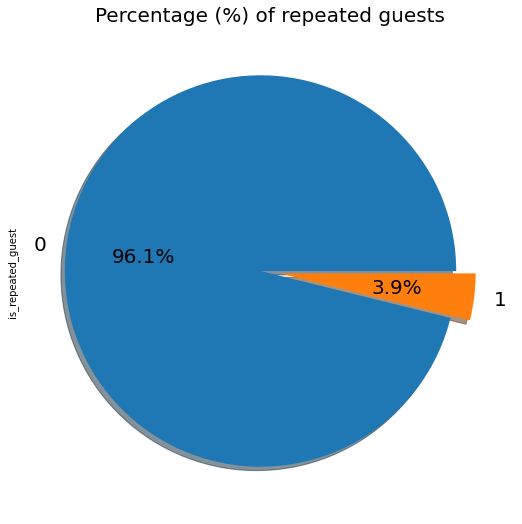 Percentage (%) of repeated guests
is_repeated_guest
0
96.1%
3.9%
1